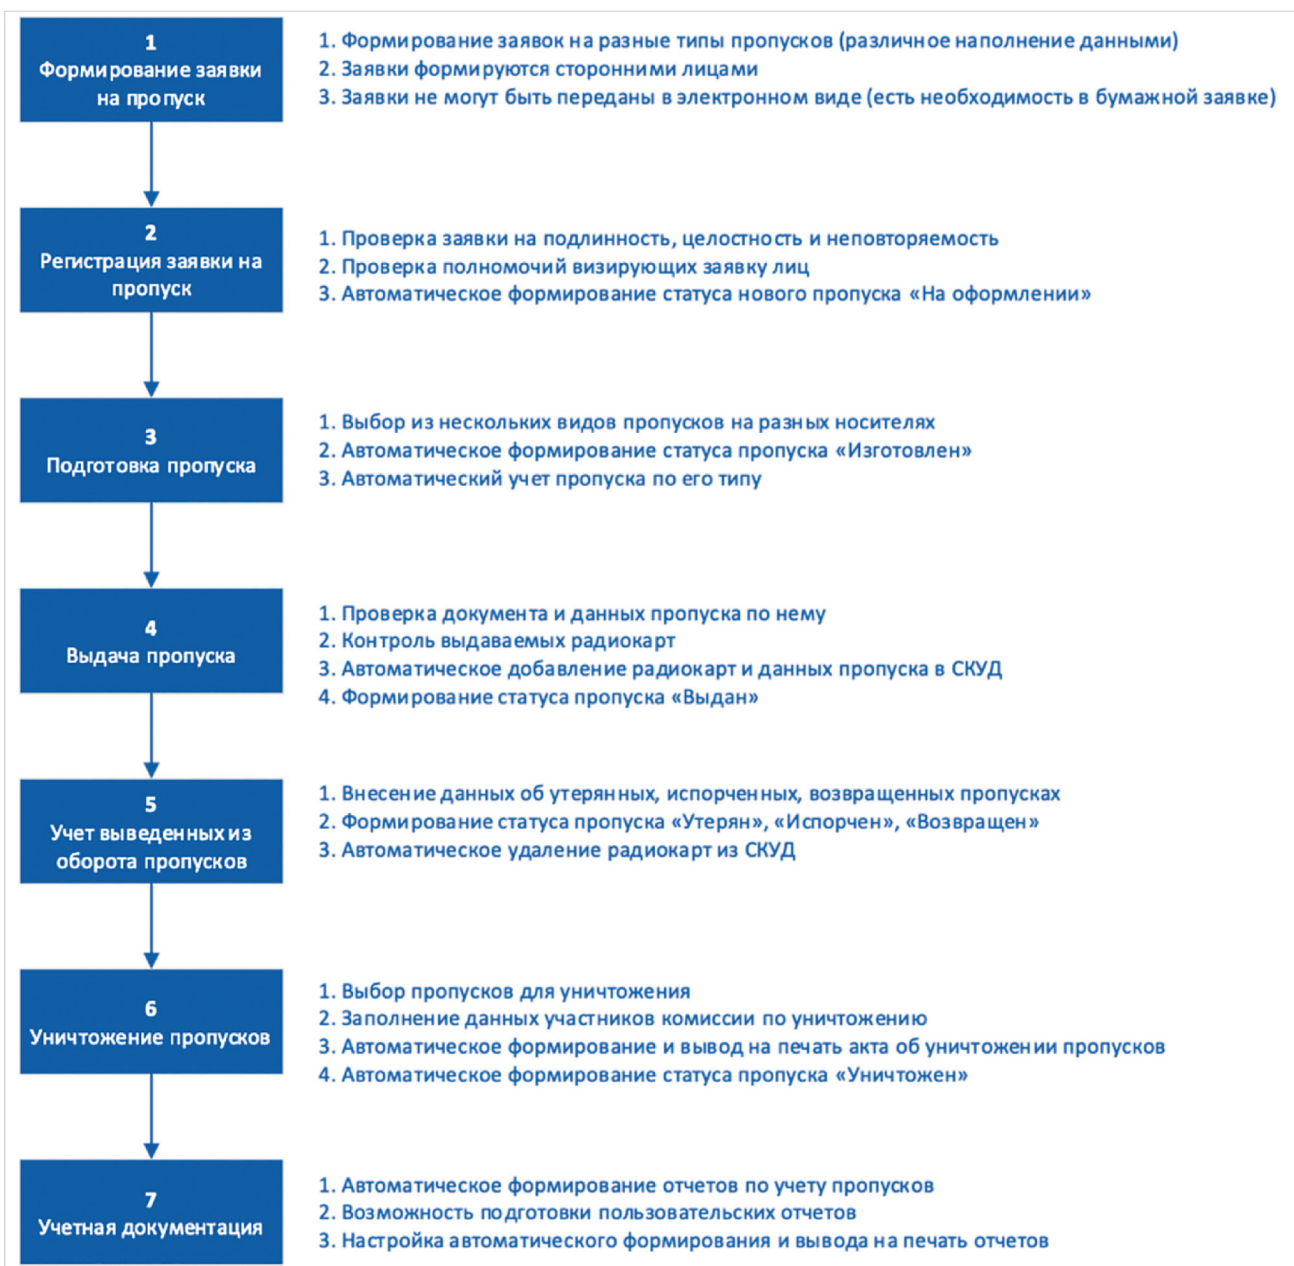 1
Формирование заявки
на пропуск
1. Формирование заявок на разные типы пропусков (различное наполнение данными)
2. Заявки формируются сторонними лицами
3. Заявки не могут быть переданы в электронном виде (есть необходимость в бумажной заявке)
2
Регистрация заявки на
пропуск
1. Проверка заявки на подлинность, целостность и неповторяемость
2. Проверка полномочий визирующих заявку лиц
3. Автоматическое формирование статуса нового пропуска «На оформлении»
3
Подготовка пропуска
1. Выбор из нескольких видов пропусков на разных носителях
2. Автоматическое формирование статуса пропуска «Изготовлен»
3. Автоматический учет пропуска по его типу
4
Выдача пропуска
1. Проверка документа и данных пропуска по нему
2. Контроль выдаваемых радиокарт
3. Автоматическое добавление радиокарт и данных пропуска в СКУД
4. Формирование статуса пропуска «Выдан»
5
Учет выведенных из
оборота пропусков
1. Внесение данных об утерянных, испорченных, возвращенных пропусках
2. Формирование статуса пропуска «Утерян», «Испорчен», «Возвращен»
3. Автоматическое удаление радиокарт из СКУД
6
Уничтожение пропусков
1. Выбор пропусков для уничтожения
2. Заполнение данных участников комиссии по уничтожению
3. Автоматическое формирование и вывод на печать акта об уничтожении пропусков
4. Автоматическое формирование статуса пропуска «Уничтожен»
7
Учетная документация
1. Автоматическое формирование отчетов по учету пропусков
2. Возможность подготовки пользовательских отчетов
3. Настройка автоматического формирования и вывода на печать отчетов